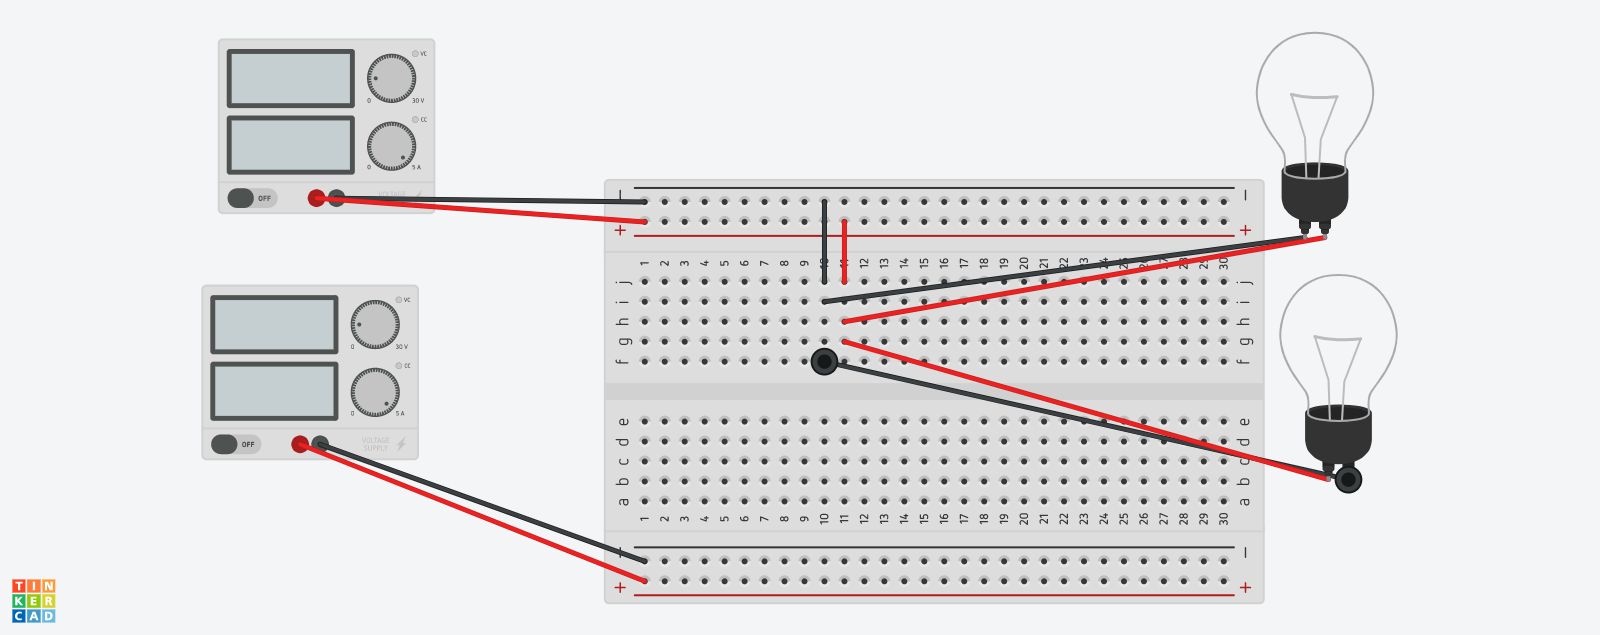 VC
0 30 V
CC
0 5 A
OFF
VOLTAGE
VC
0 30 V
CC
0 5 A
OFF
VOLTAGE
SUPPLY
− −
+ +
1 2 3 4 5 6 7 8 9 10 11 12 13 14 15 16 17 18 19 20 21 22 23 24 25 26 27 28 29 30
j j
i i
h h
g g
f f
e e
d d
c c
b b
a a
1 2 3 4 5 6 7 8 9 10 11 12 13 14 15 16 17 18 19 20 21 22 23 24 25 26 27 28 29 30
− −
+ +
TIN
KER
CAD